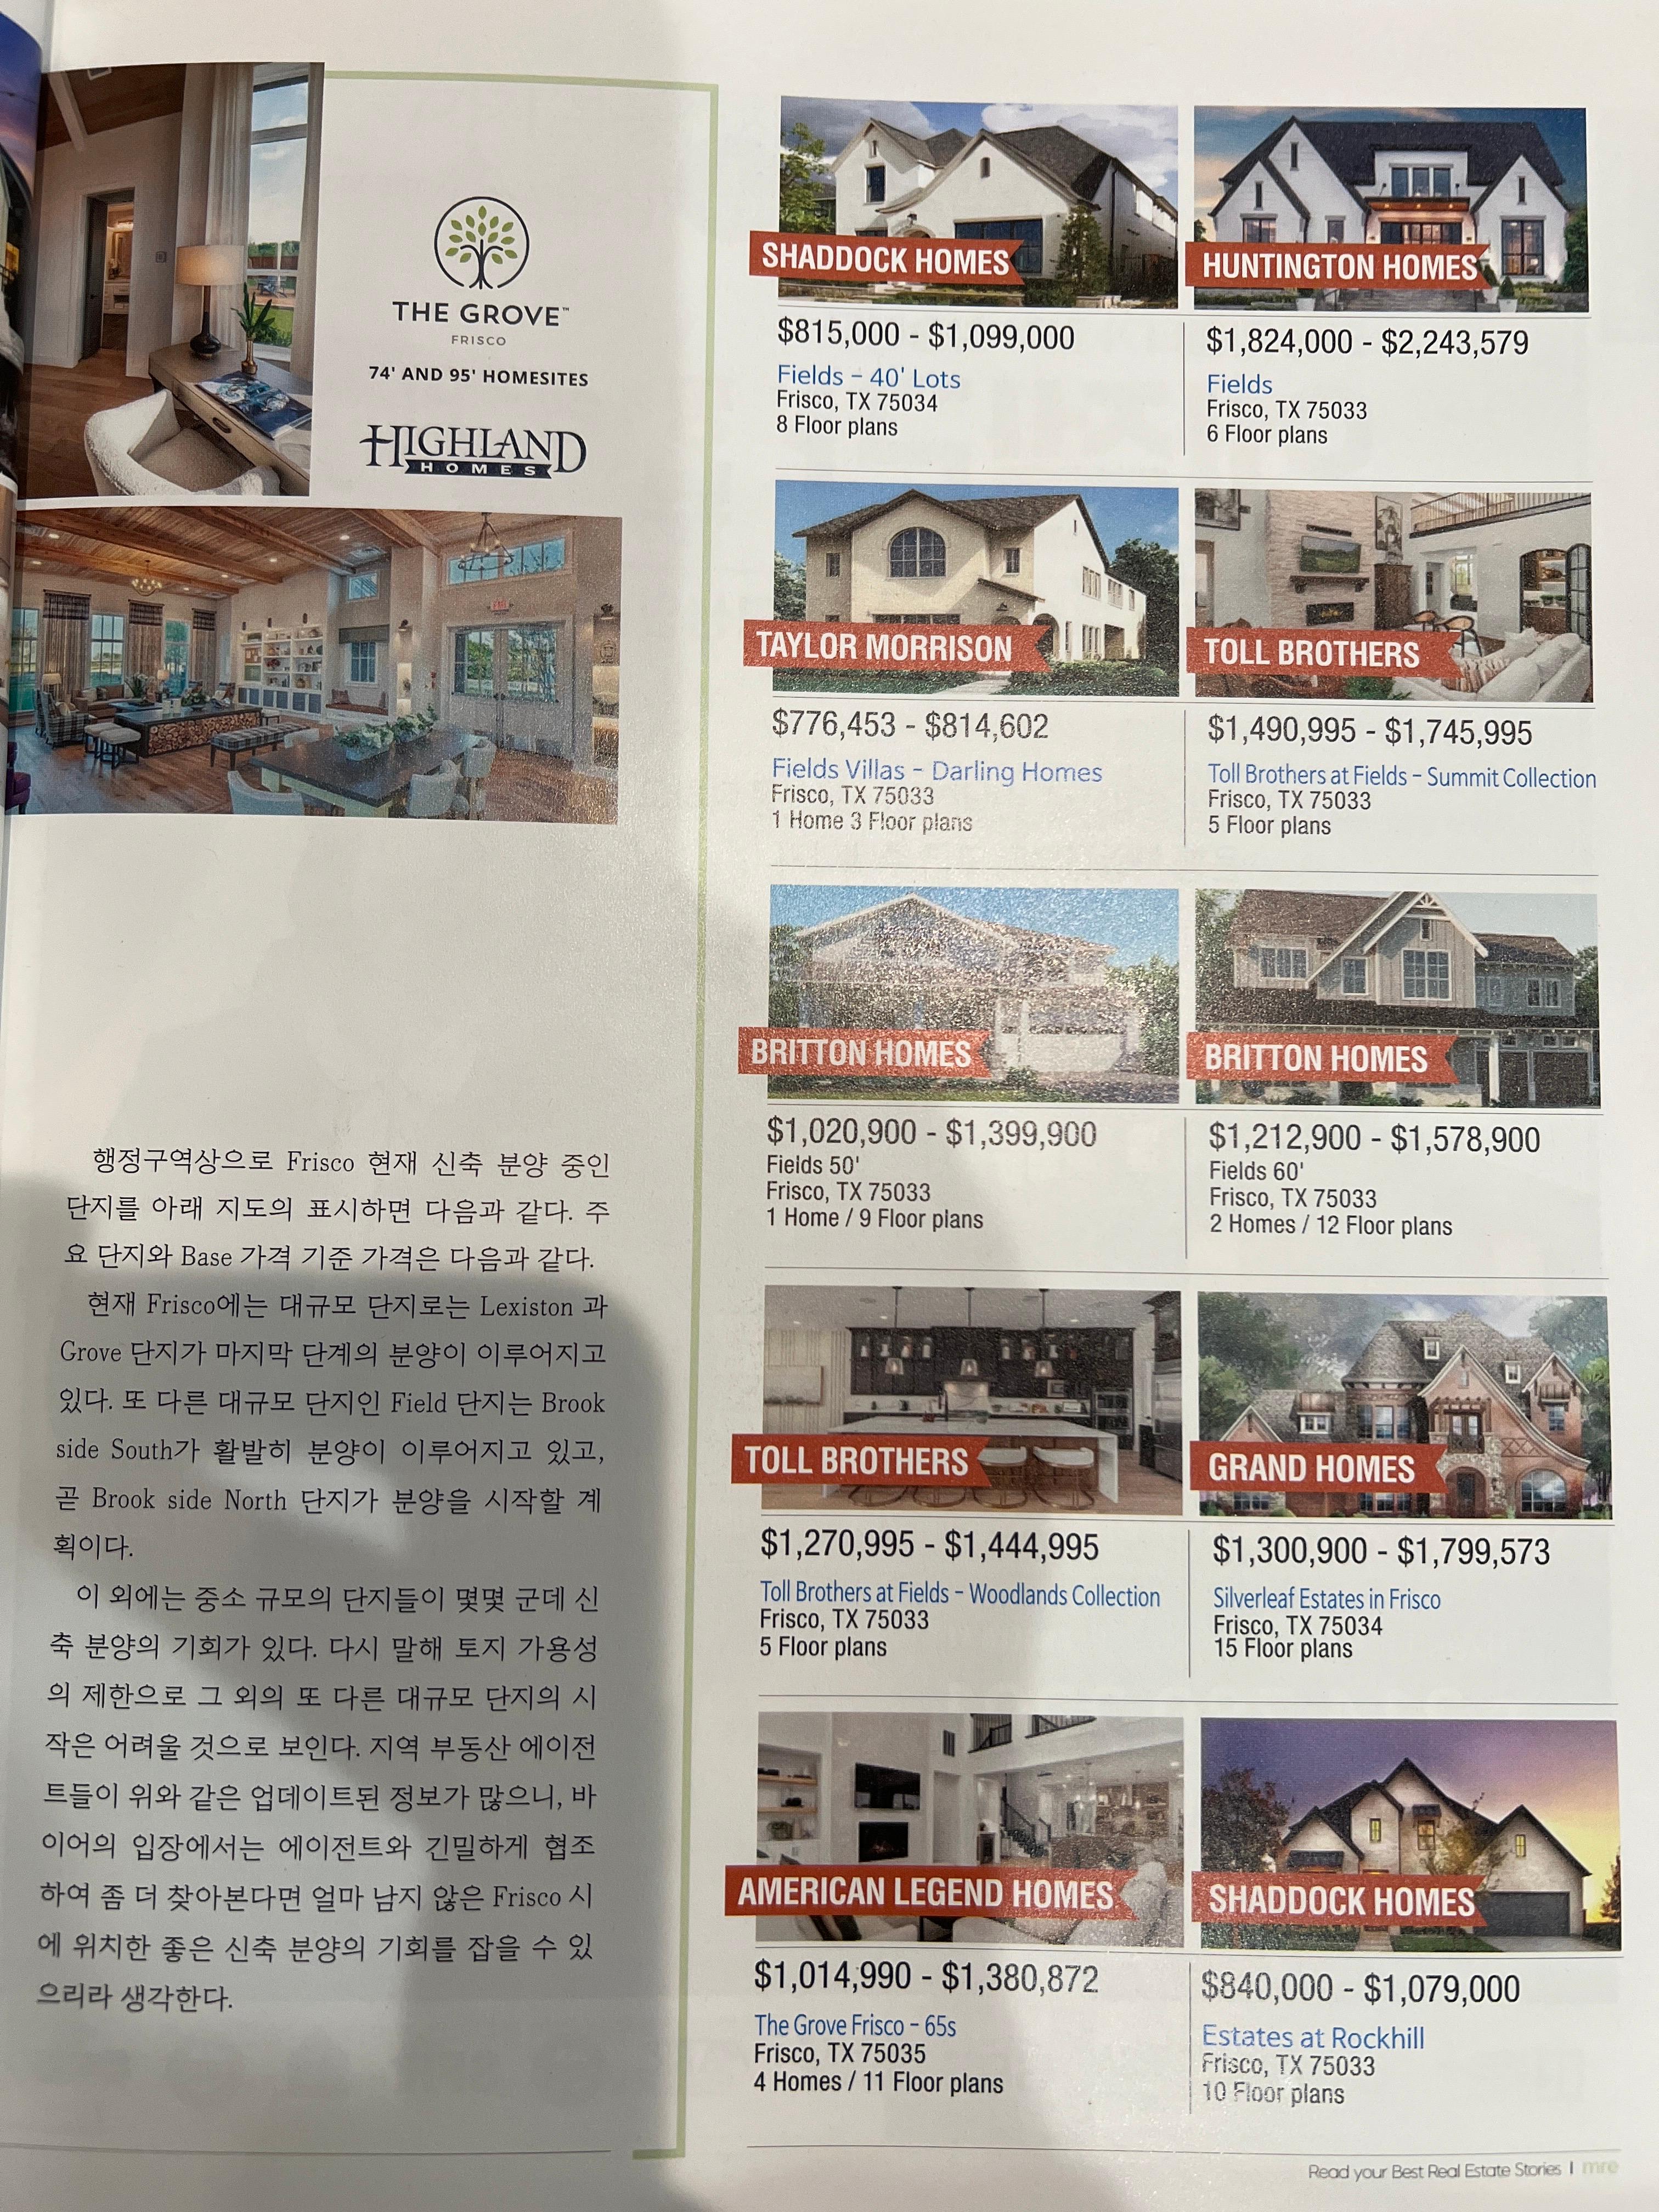 THE GROVE™
FRISCO
74' AND 95' HOMESITES
HIGHLAND
HOMES
행정구역상으로 Frisco 현재 신축 분양 중인
단지를 아래 지도의 표시하면 다음과 같다. 주
요 단지와 Base 가격 기준 가격은 다음과 같다.
현재 Frisco에는 대규모 단지로는 Lexiston 과
Grove 단지가 마지막 단계의 분양이 이루어지고
있다. 또 다른 대규모 단지인 Field 단지는 Brook
side South가 활발히 분양이 이루어지고 있고,
곧 Brook side North 단지가 분양을 시작할 계
획이다.
이 외에는 중소 규모의 단지들이 몇몇 군데 신
축 분양의 기회가 있다. 다시 말해 토지 가용성
의 제한으로 그 외의 또 다른 대규모 단지의 시
작은 어려울 것으로 보인다. 지역 부동산 에이전
트들이 위와 같은 업데이트된 정보가 많으니, 바
이어의 입장에서는 에이전트와 긴밀하게 협조
하여 좀 더 찾아본다면 얼마 남지 않은 Frisco 시
에 위치한 좋은 신축 분양의 기회를 잡을 수 있
으리라 생각한다.
SHADDOCK HOMES
$815,000 - $1,099,000
Fields - 40' Lots
Frisco, TX 75034
8 Floor plans
HUNTINGTON HOMES
$1,824,000 - $2,243,579
Fields
Frisco, TX 75033
6 Floor plans
TAYLOR MORRISON
$776,453 - $814,602
Fields Villas - Darling Homes
Frisco, TX 75033
1 Home 3 Floor plans
TOLL BROTHERS
$1,490,995 - $1,745,995
Toll Brothers at Fields - Summit Collection
Frisco, TX 75033
5 Floor plans
BRITTON HOMES
$1,020,900 - $1,399,900
Fields 50'
Frisco, TX 75033
1 Home / 9 Floor plans
BRITTON HOMES
$1,212,900 - $1,578,900
Fields 60'
Frisco, TX 75033
2 Homes / 12 Floor plans
TOLL BROTHERS
$1,270,995 - $1,444,995
Toll Brothers at Fields - Woodlands Collection
Frisco, TX 75033
5 Floor plans
GRAND HOMES
$1,300,900 - $1,799,573
Silverleaf Estates in Frisco
Frisco, TX 75034
15 Floor plans
AMERICAN LEGEND HOMES
$1,014,990 - $1,380,872
The Grove Frisco - 65s
Frisco, TX 75035
4 Homes / 11 Floor plans
SHADDOCK HOMES
$840,000 - $1,079,000
Estates at Rockhill
Frisco, TX 75033
10 Floor plans
Read your Best Real Estate Stories | mre